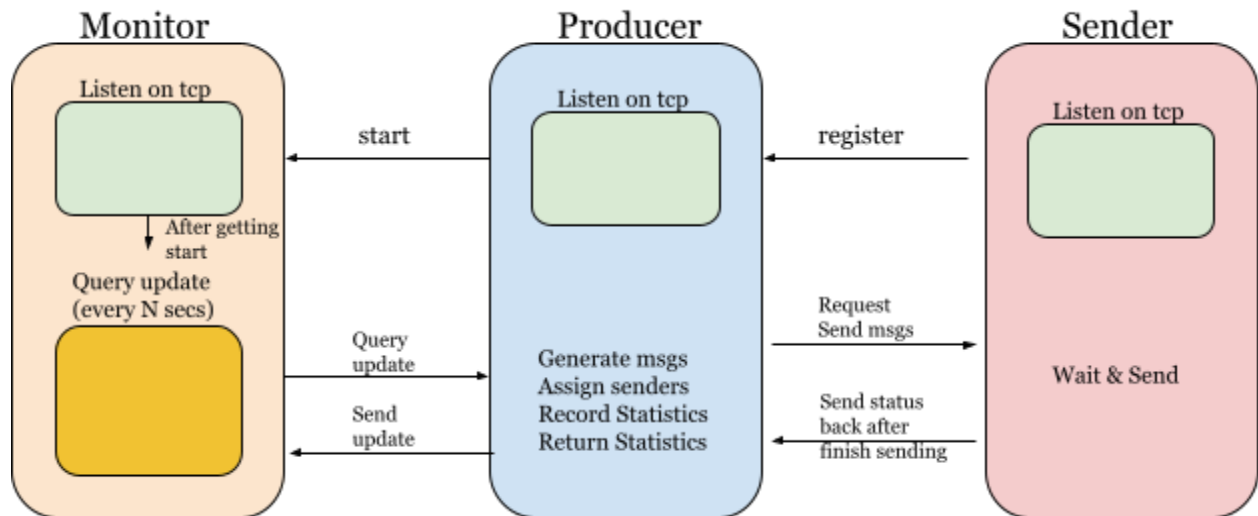 Monitor
Producer
Sender
Listen on tcp
Listen on tcp
Listen on tcp
start
register
After getting
start
Query update
(every N secs)
Query
update
Send
update
Generate msgs
Assign senders
Record Statistics
Return Statistics
Request
Send msgs
Send status
back after
finish sending
Wait & Send